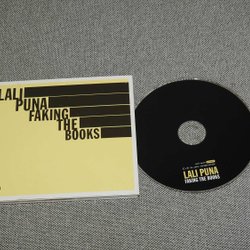 LALI
PUNA
FAKING
THE
BOOKS
LALI PUNA
FAKING THE BOOKS